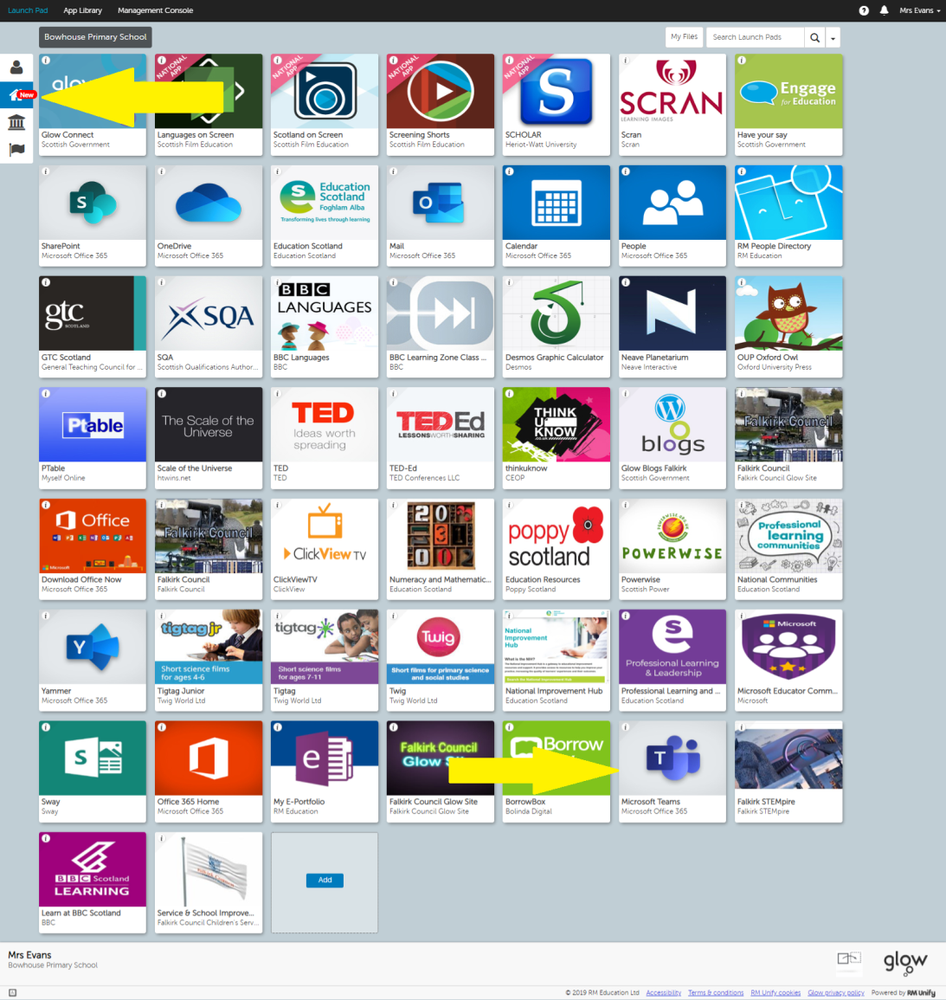 Launch Pad App Library Management Console Mrs Evans
Bowhouse Primary School My Files Search Launch Pads
New
glow
NATIONAL APP
NATIONAL APP
NATIONAL APP
NATIONAL APP
S
SCRAN
LEARNING IMAGES
Engage
for Education
Glow Connect
Scottish Government
Languages on Screen
Scottish Film Education
Scotland on Screen
Scottish Film Education
Screening Shorts
Scottish Film Education
SCHOLAR
Heriot-Watt University
Scran
Scran
Have your say
Scottish Government
S
Education
Scotland
Foghlam Alba
Transforming lives through learning
O
SharePoint
Microsoft Office 365
OneDrive
Microsoft Office 365
Education Scotland
Education Scotland
Mail
Microsoft Office 365
Calendar
Microsoft Office 365
People
Microsoft Office 365
RM People Directory
RM Education
gtc
SCOTLAND
SQA
BBC
LANGUAGES
N
GTC Scotland
General Teaching Council for ...
SQA
Scottish Qualifications Author...
BBC Languages
BBC
BBC Learning Zone Class ...
BBC
Desmos Graphic Calculator
Desmos
Neave Planetarium
Neave Interactive
OUP Oxford Owl
Oxford University Press
Ptable
The Scale of the
Universe
TED
Ideas worth
spreading
TEDEd
LESSONS WORTH SHARING
THINK
U
KNOW
.CO.UK
blogs
Falkirk Council
PTable
Myself Online
Scale of the Universe
htwins.net
TED
TED
TED-Ed
TED Conferences LLC
thinkuknow
CEOP
Glow Blogs Falkirk
Scottish Government
Falkirk Council
Falkirk Council Glow Site
Office
Microsoft
Falkirk Council
ClickView TV
poppy
scotland
POWERWISE.ORG.UK
POWERWISE
Professional
learning
communities
Download Office Now
Microsoft Office 365
Falkirk Council
Falkirk Council
ClickViewTV
ClickView
Numeracy and Mathematic...
Education Scotland
Education Resources
Poppy Scotland
Powerwise
Scottish Power
National Communities
Education Scotland
Y
tigtag jr
Short science films
for ages 4-6
tigtag
Short science films
for ages 7-11
Twig
Short films for primary science
and social studies
National
Improvement
Hub
What is the NIH?
Professional Learning
& Leadership
Microsoft
Yammer
Microsoft Office 365
Tigtag Junior
Twig World Ltd
Tigtag
Twig World Ltd
Twig
Twig World Ltd
National Improvement Hub
Education Scotland
Professional Learning and ...
Education Scotland
Microsoft Educator Comm...
Microsoft
S
e
Falkirk Council
Glow
Borrow
T
Sway
Sway
Office 365 Home
Microsoft Office 365
My E-Portfolio
RM Education
Falkirk Council Glow Site
Falkirk Council Glow Site
BorrowBox
Bolinda Digital
Microsoft Teams
Microsoft Office 365
Falkirk STEMpire
Falkirk STEMpire
BBC Scotland
LEARNING
Add
Learn at BBC Scotland
BBC
Service & School Improve...
Falkirk Council Children's Serv...
Mrs Evans
Bowhouse Primary School
glow
© 2019 RM Education Ltd Accessibility Terms & conditions RM Unify cookies Glow privacy policy Powered by RM Unify